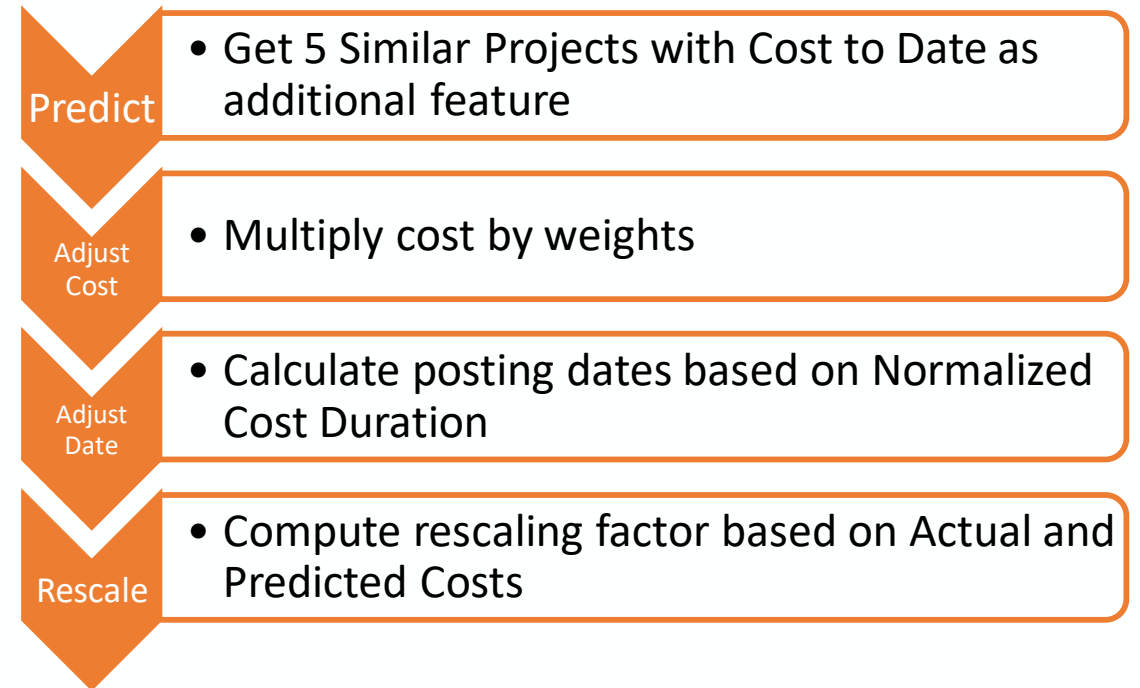 Predict
• Get 5 Similar Projects with Cost to Date as
additional feature
Adjust
Cost
• Multiply cost by weights
Adjust
Date
• Calculate posting dates based on Normalized
Cost Duration
Rescale
• Compute rescaling factor based on Actual and
Predicted Costs